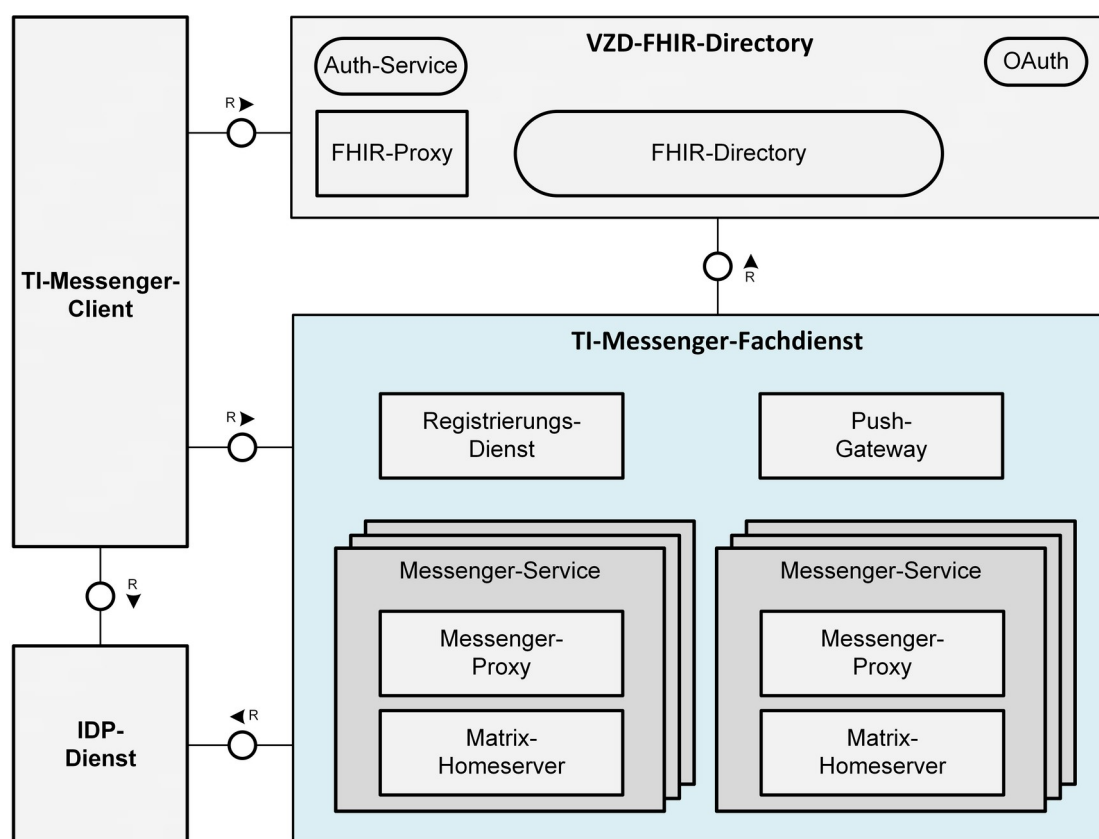 VZD-FHIR-Directory
Auth-Service
OAuth
R
FHIR-Proxy
FHIR-Directory
TI-Messenger-
Client
R
TI-Messenger-Fachdienst
R
Registrierungs-
Dienst
Push-
Gateway
Messenger-Service
Messenger-
Proxy
Matrix-
Homeserver
Messenger-Service
Messenger-
Proxy
Matrix-
Homeserver
R
IDP-
Dienst
R